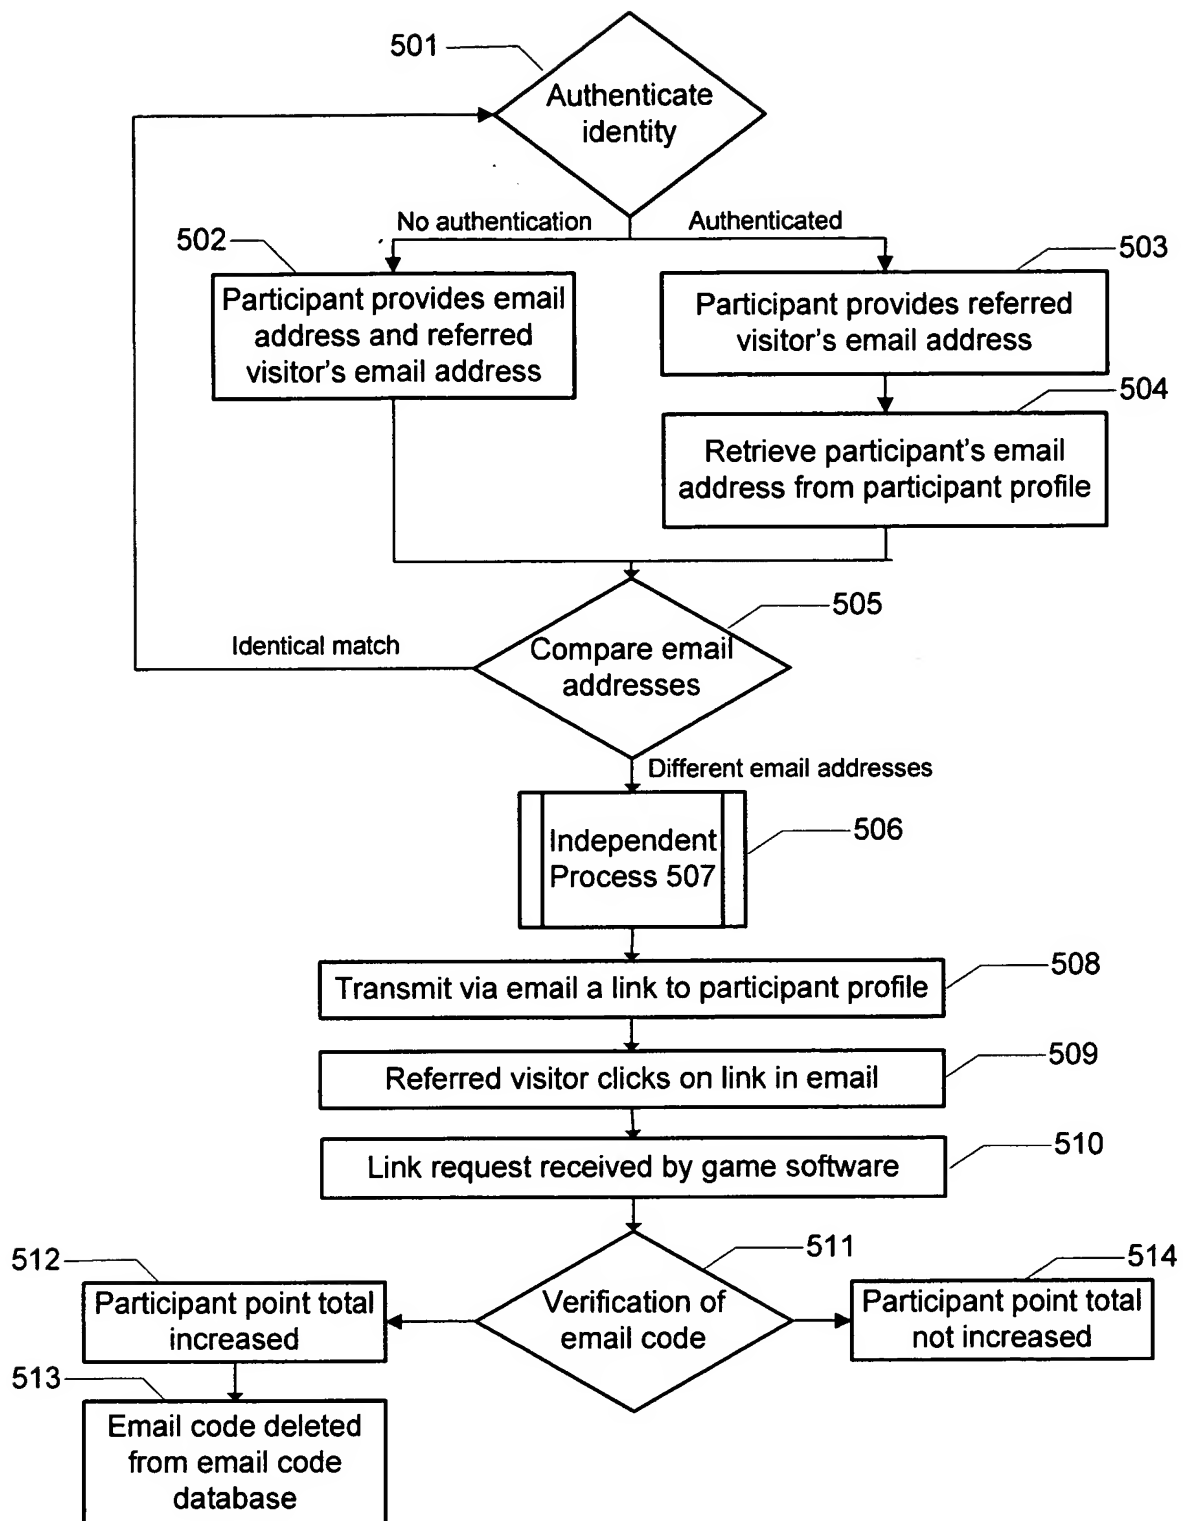 501
Authenticate
identity
No authentication
Authenticated
502
503
Participant provides email
address and referred
visitor's email address
Participant provides referred
visitor's email address
504
Retrieve participant's email
address from participant profile
505
Identical match
Compare email
addresses
Different email addresses
506
Independent
Process 507
508
Transmit via email a link to participant profile
509
Referred visitor clicks on link in email
510
Link request received by game software
511
512
514
Participant point total
increased
Verification of
email code
Participant point total
not increased
513
Email code deleted
from email code
database